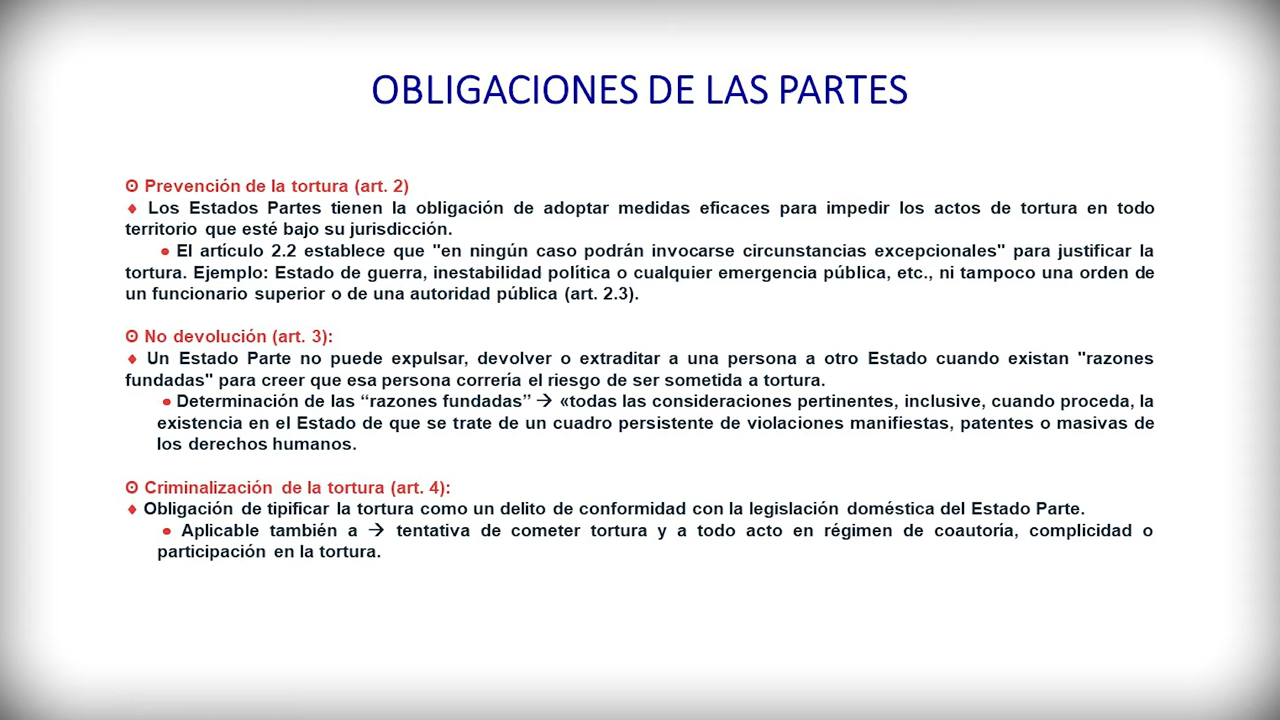 OBLIGACIONES DE LAS PARTES
ʘ Prevención de la tortura (art. 2)
♦ Los Estados Partes tienen la obligación de adoptar medidas eficaces para impedir los actos de tortura en todo
territorio que esté bajo su jurisdicción.
● El artículo 2.2 establece que "en ningún caso podrán invocarse circunstancias excepcionales" para justificar la
tortura. Ejemplo: Estado de guerra, inestabilidad política o cualquier emergencia pública, etc., ni tampoco una orden de
un funcionario superior o de una autoridad pública (art. 2.3).
ʘ No devolución (art. 3):
♦ Un Estado Parte no puede expulsar, devolver o extraditar a una persona a otro Estado cuando existan "razones
fundadas" para creer que esa persona correría el riesgo de ser sometida a tortura.
● Determinación de las “razones fundadas” → «todas las consideraciones pertinentes, inclusive, cuando proceda, la
existencia en el Estado de que se trate de un cuadro persistente de violaciones manifiestas, patentes o masivas de
los derechos humanos.
ʘ Criminalización de la tortura (art. 4):
♦ Obligación de tipificar la tortura como un delito de conformidad con la legislación doméstica del Estado Parte.
● Aplicable también a → tentativa de cometer tortura y a todo acto en régimen de coautoría, complicidad o
participación en la tortura.